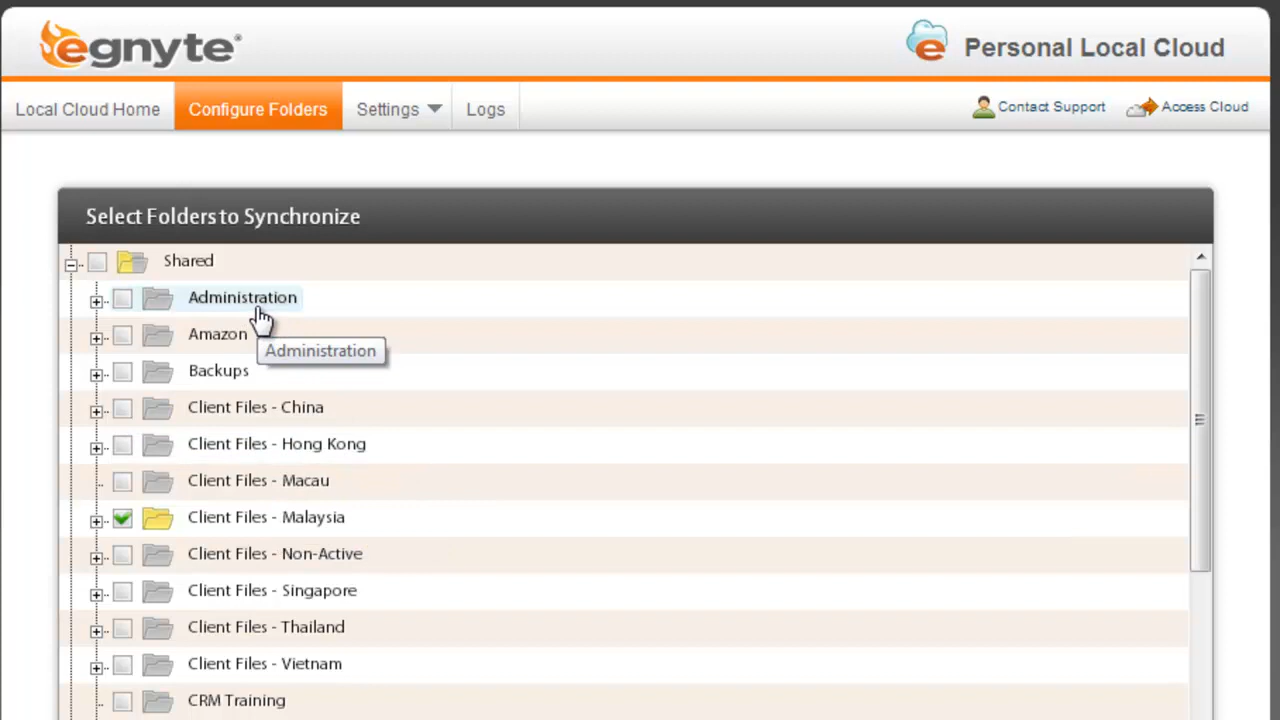 egnyte®
Personal Local Cloud
Local Cloud Home
Configure Folders
Settings
Logs
Contact Support
Access Cloud
Select Folders to Synchronize
Shared
Administration
Amazon
Administration
Backups
Client Files - China
Client Files - Hong Kong
Client Files - Macau
Client Files - Malaysia
Client Files - Non-Active
Client Files - Singapore
Client Files - Thailand
Client Files - Vietnam
CRM Training